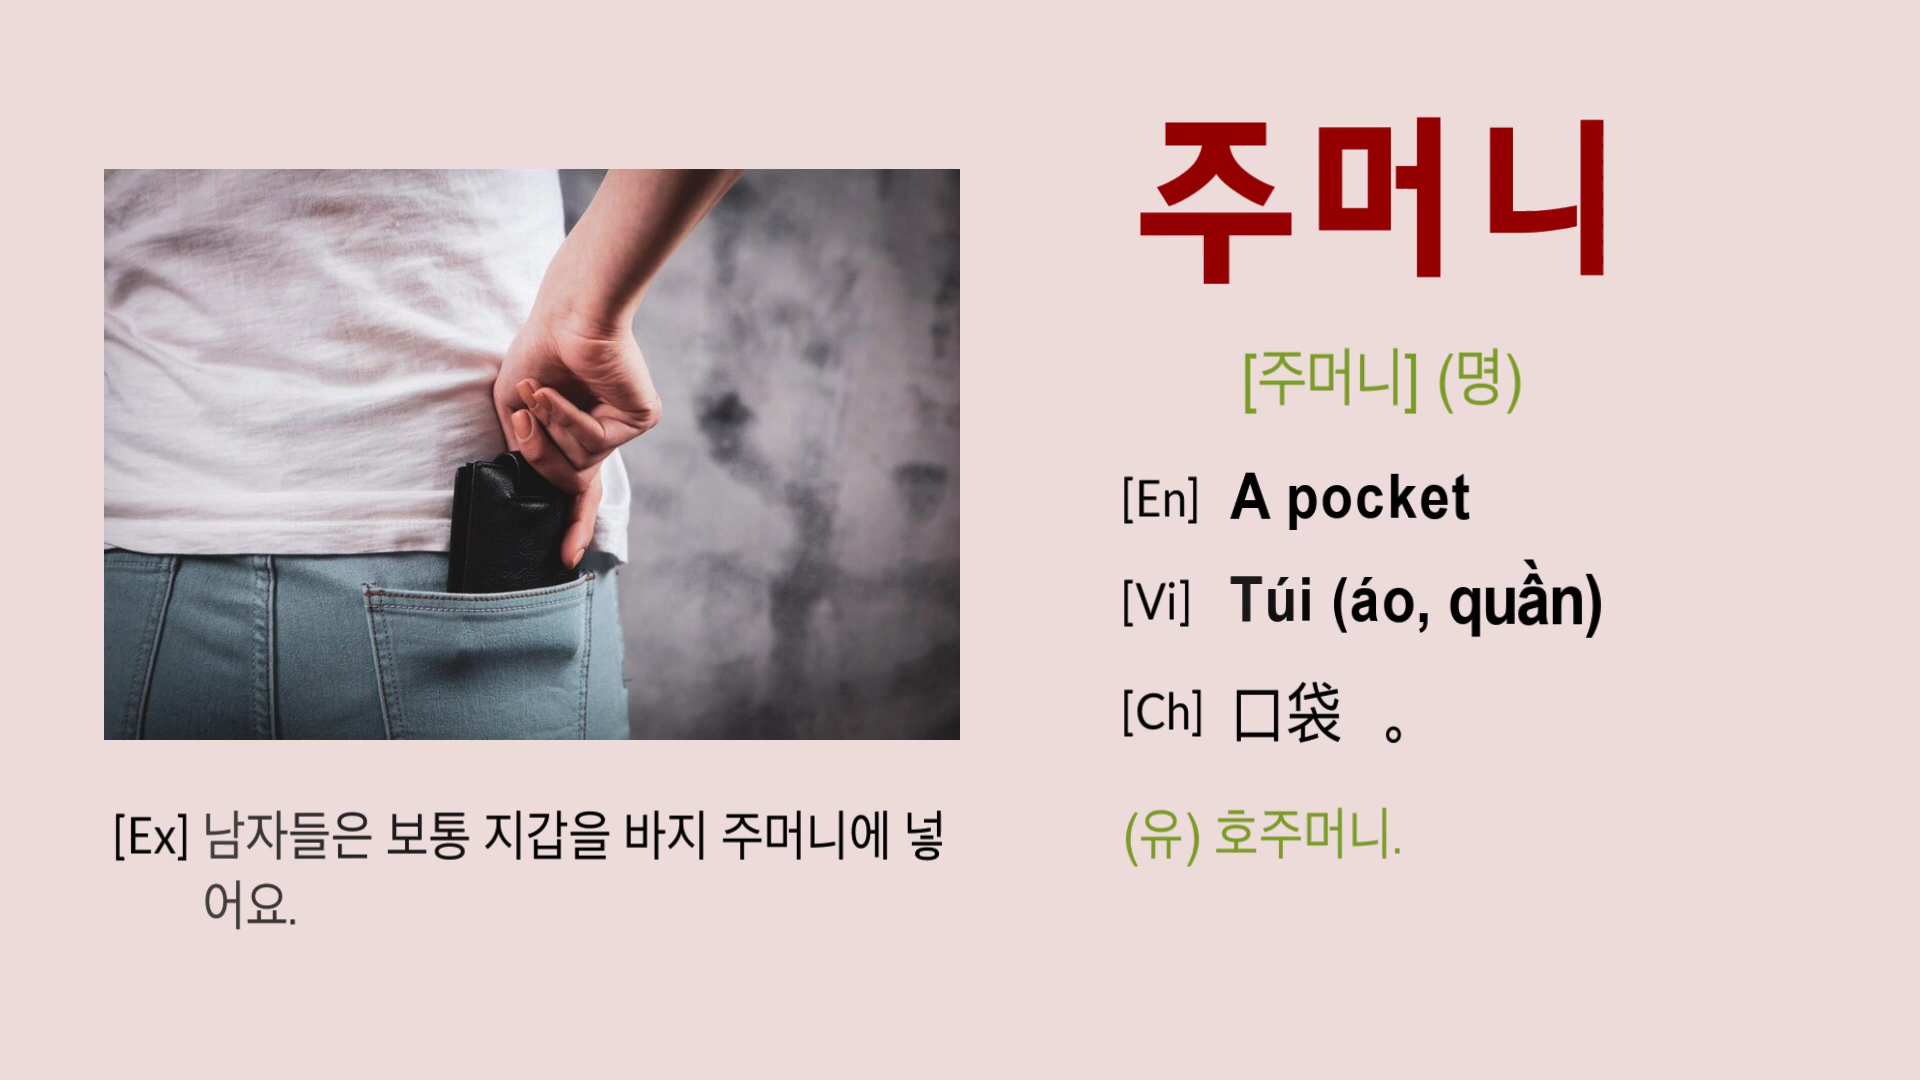 주머니
[주머니] (명)
[En] A pocket
[Vi] Túi (áo, quần)
[Ch] 口袋 。
(유) 호주머니.
[Ex] 남자들은 보통 지갑을 바지 주머니에 넣
어요.